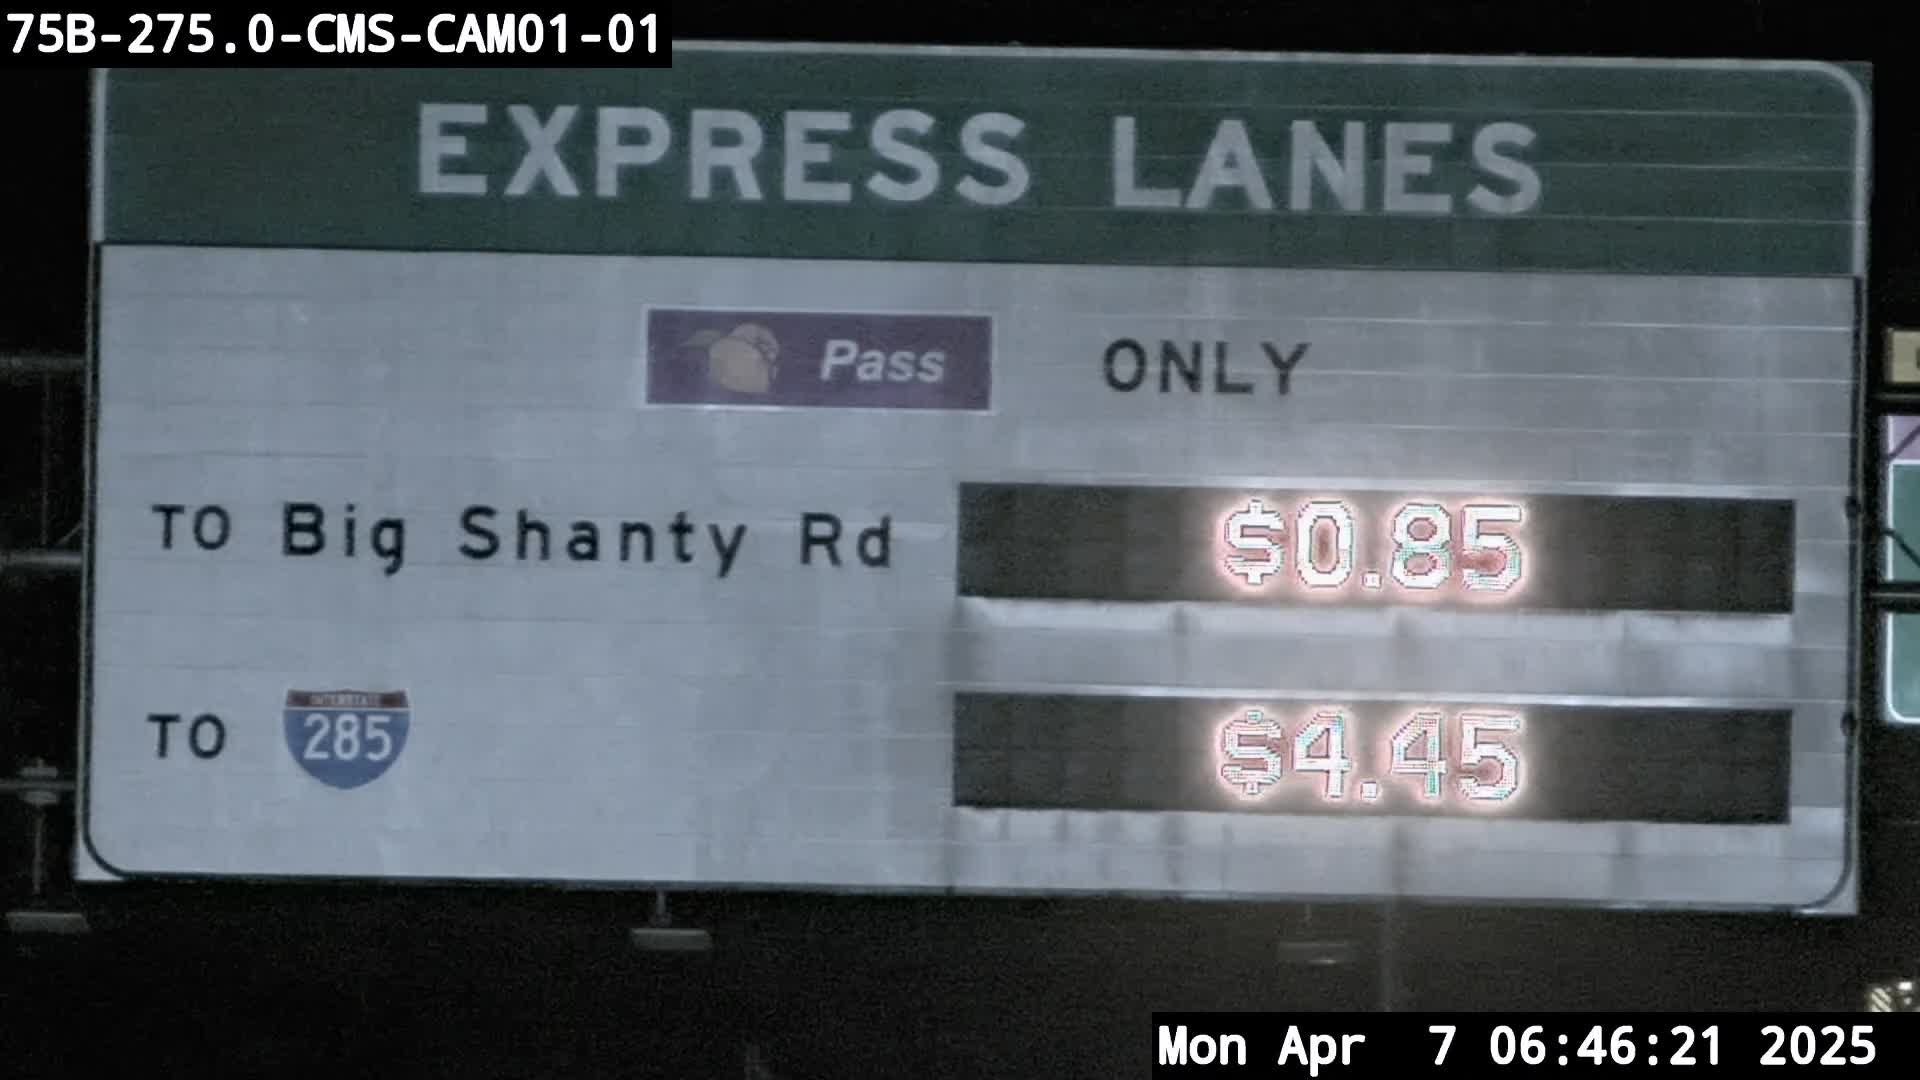 75B-275.0-CMS-CAM01-01
EXPRESS LANES
Pass ONLY
TO Big Shanty Rd $0.85
INTERSTATE
TO 285 $4.45
Mon Apr 7 06:46:21 2025